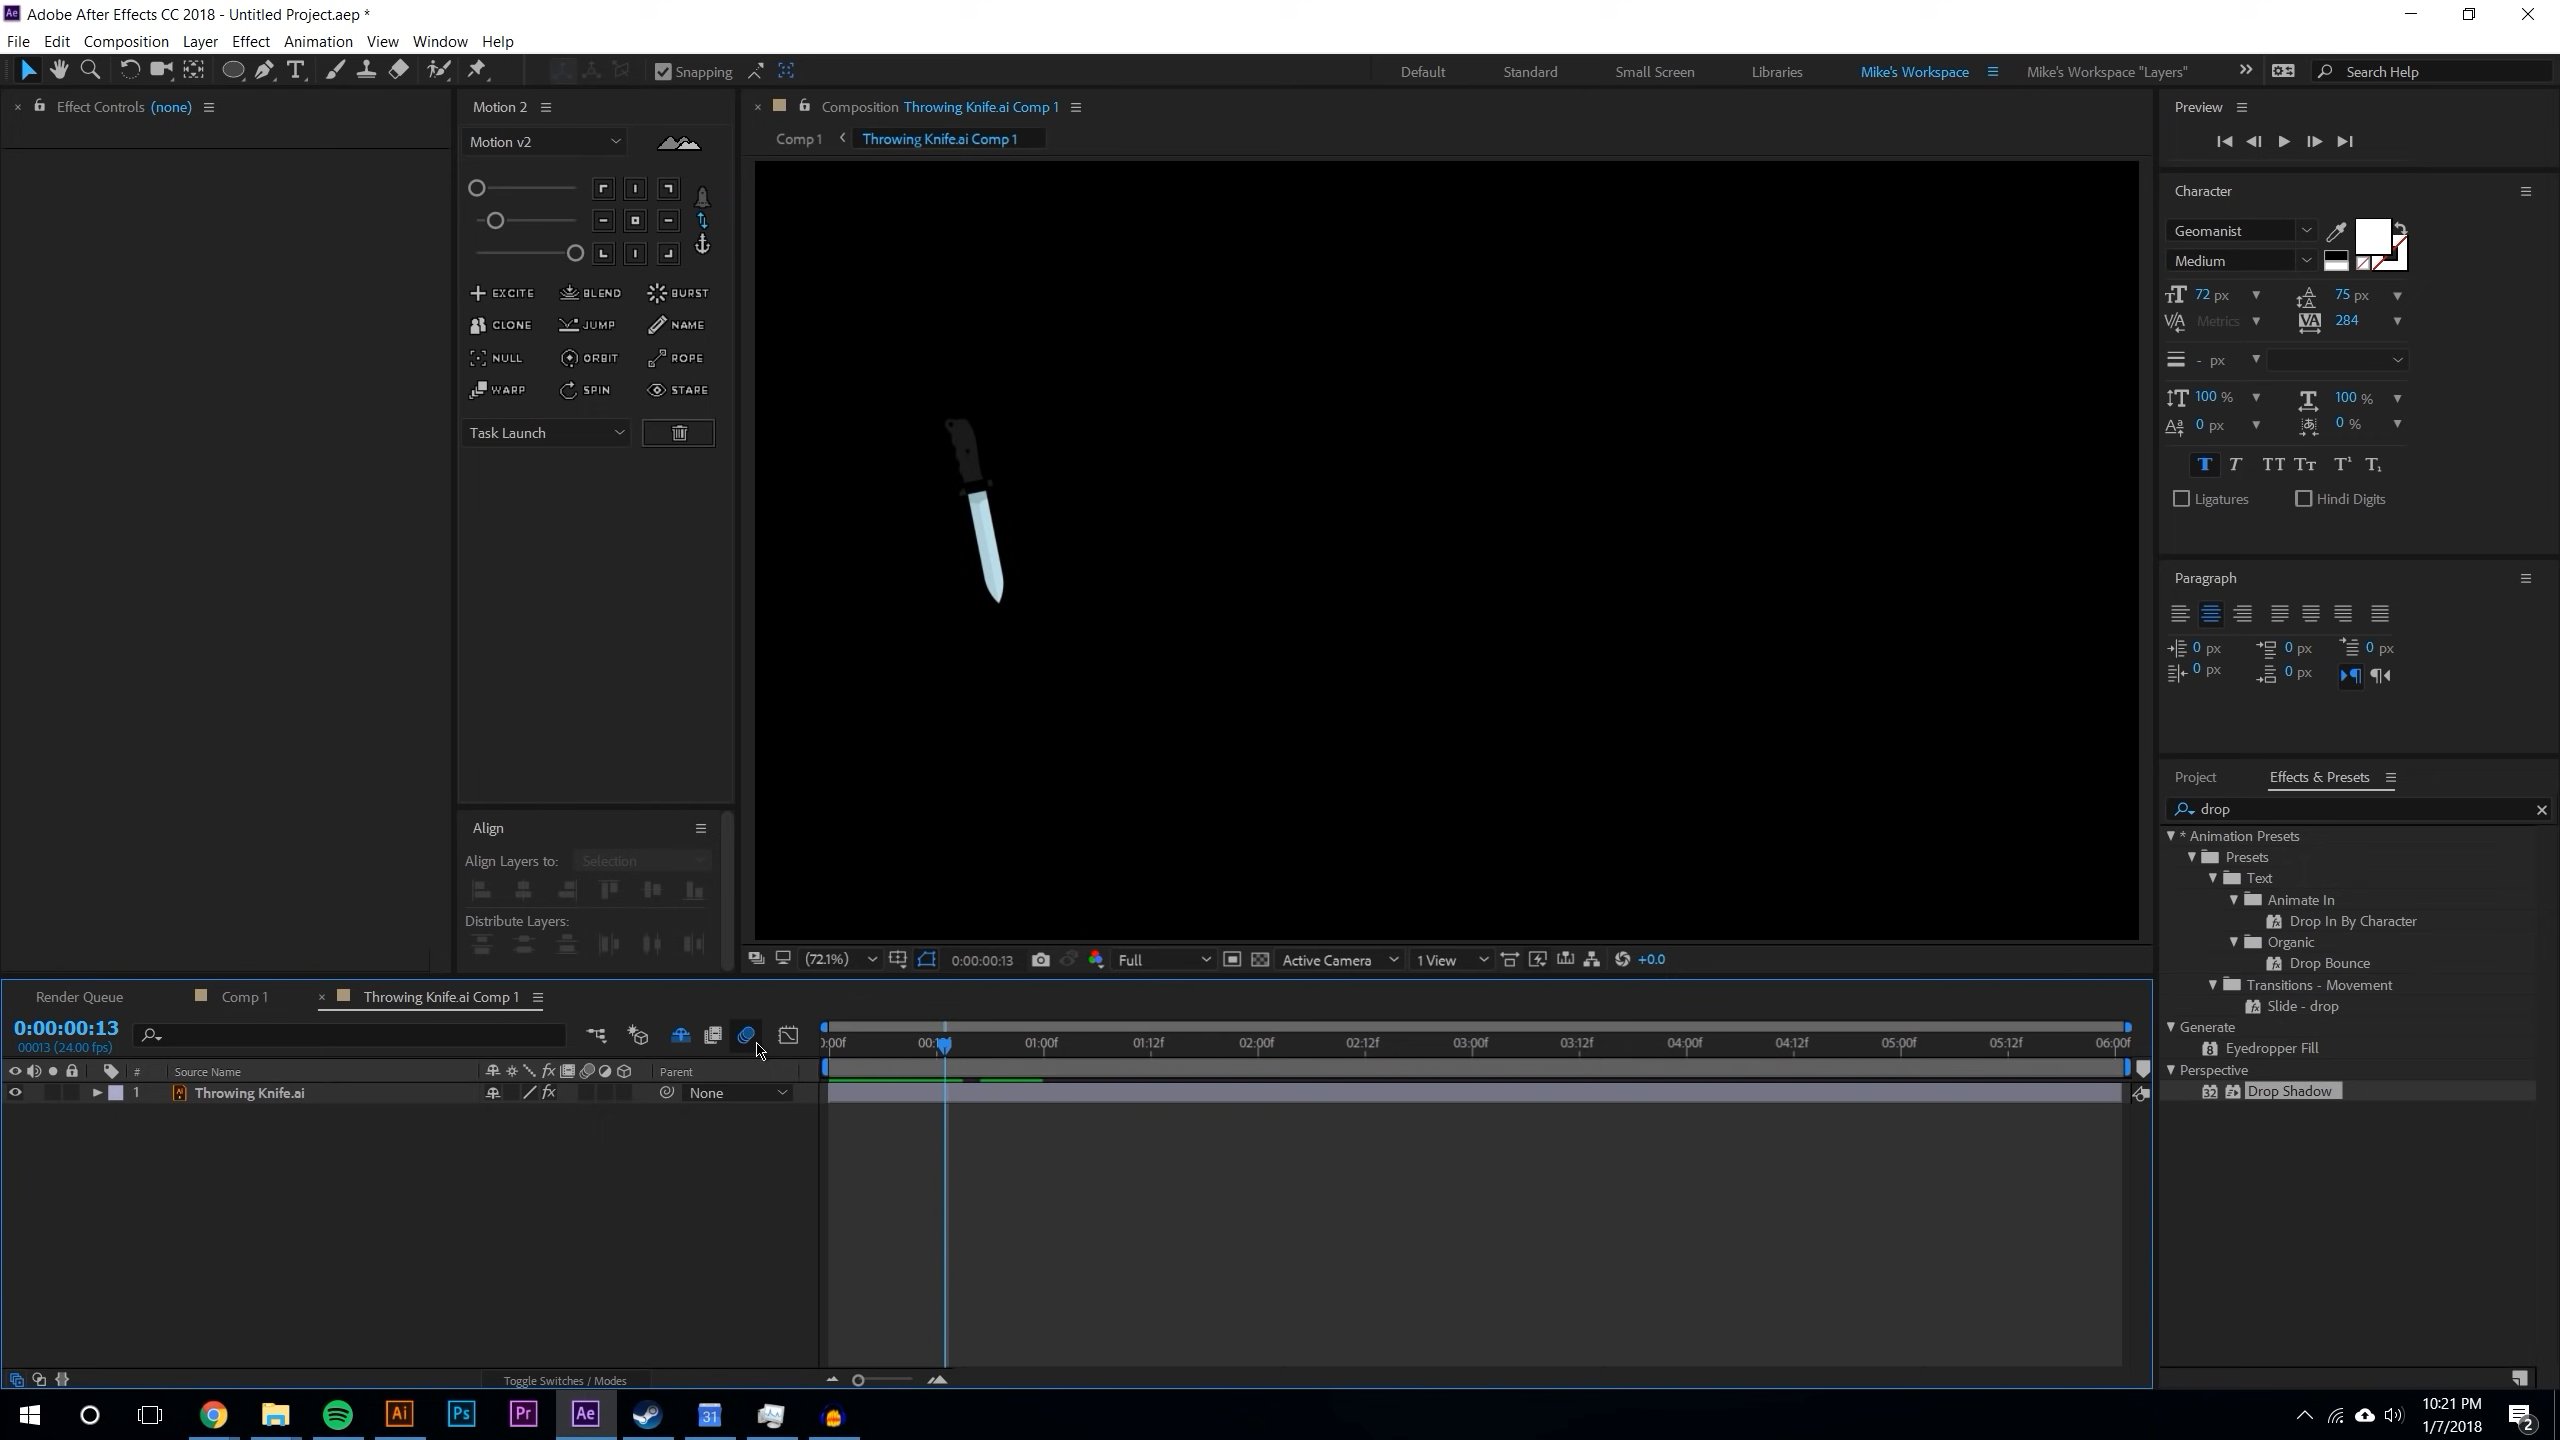 Adobe After Effects CC 2018 - Untitled Project.aep *
File Edit Composition Layer Effect Animation View Window Help
Snapping
Default Standard Small Screen Libraries Mike's Workspace Mike's Workspace "Layers" Search Help
Effect Controls (none)
Motion 2
Motion v2
EXCITE BLEND BURST
CLONE JUMP NAME
NULL ORBIT ROPE
WARP SPIN STARE
Task Launch
Align
Align Layers to: Selection
Distribute Layers:
Composition Throwing Knife.ai Comp 1
Comp 1 Throwing Knife.ai Comp 1
(72.1%) 0:00:00:13 Full Active Camera 1 View +0.0
Preview
Character
Geomanist
Medium
72 px 75 px
Metrics 284
- px
100 % 100 %
0 px 0 %
T T TT Tт T¹ T₁
Ligatures Hindi Digits
Paragraph
0 px 0 px 0 px
0 px 0 px
Project Effects & Presets
drop
* Animation Presets
Presets
Text
Animate In
Drop In By Character
Organic
Drop Bounce
Transitions - Movement
Slide - drop
Generate
Eyedropper Fill
Perspective
Drop Shadow
Render Queue Comp 1 Throwing Knife.ai Comp 1
0:00:00:13
00013 (24.00 fps)
# Source Name Parent
1 Throwing Knife.ai None
01:00f 01:12f 02:00f 02:12f 03:00f 03:12f 04:00f 04:12f 05:00f 05:12f 06:00f
Toggle Switches / Modes
Ai Ps Pr Ae 31
10:21 PM
1/7/2018
2